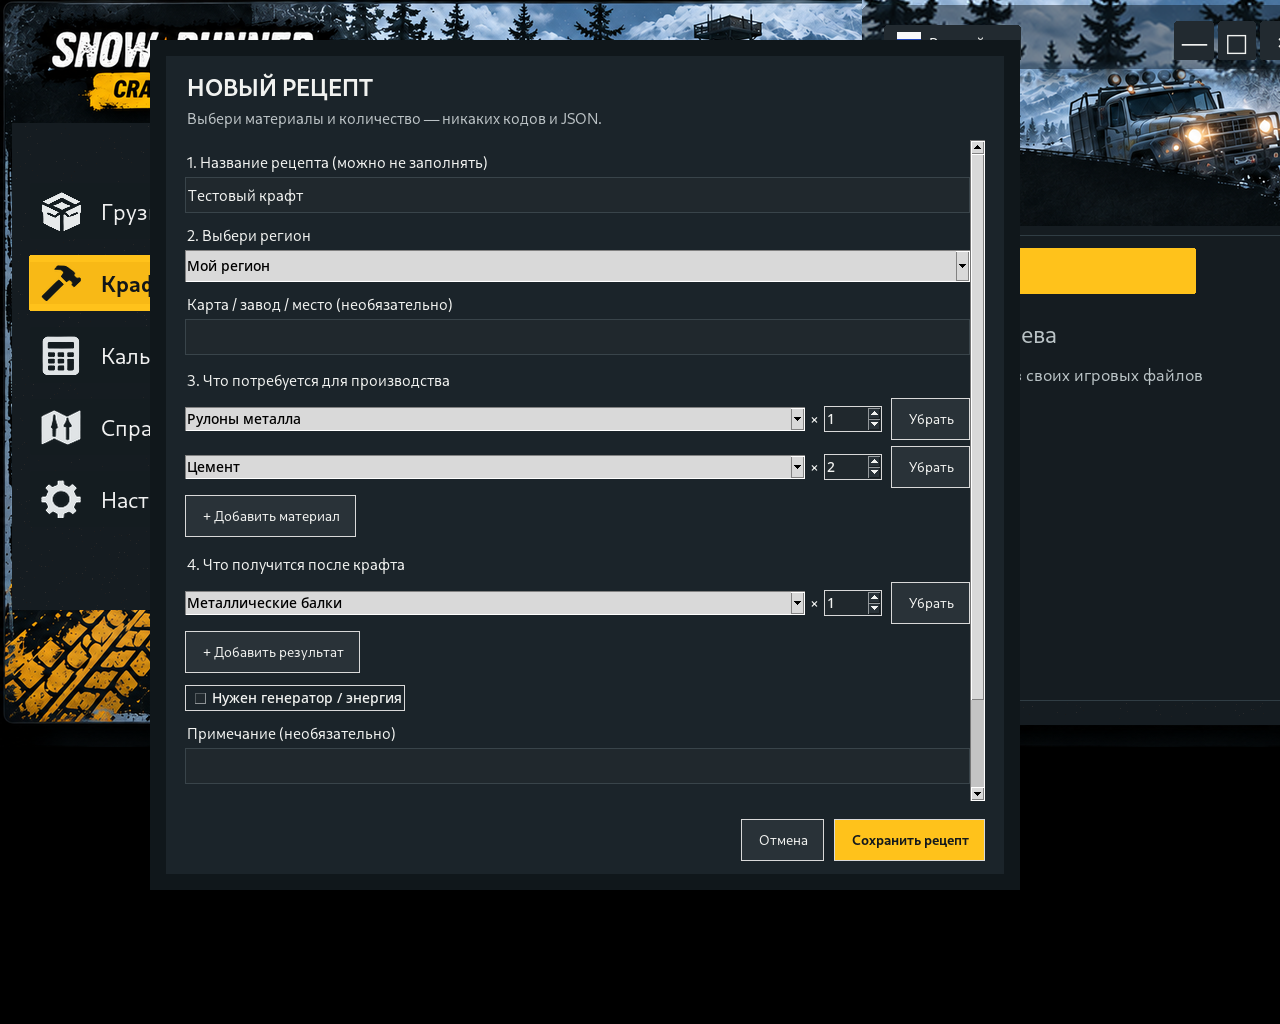 SNOW RUNNER
CRA
НОВЫЙ РЕЦЕПТ
Выбери материалы и количество — никаких кодов и JSON.
1. Название рецепта (можно не заполнять)
Тестовый крафт
2. Выбери регион
Мой регион
Карта / завод / место (необязательно)
3. Что потребуется для производства
Рулоны металла × 1 Убрать
Цемент × 2 Убрать
+ Добавить материал
4. Что получится после крафта
Металлические балки × 1 Убрать
+ Добавить результат
Нужен генератор / энергия
Примечание (необязательно)
Отмена Сохранить рецепт
Груз
Краф
Каль
Спра
Наст
ева
з своих игровых файлов